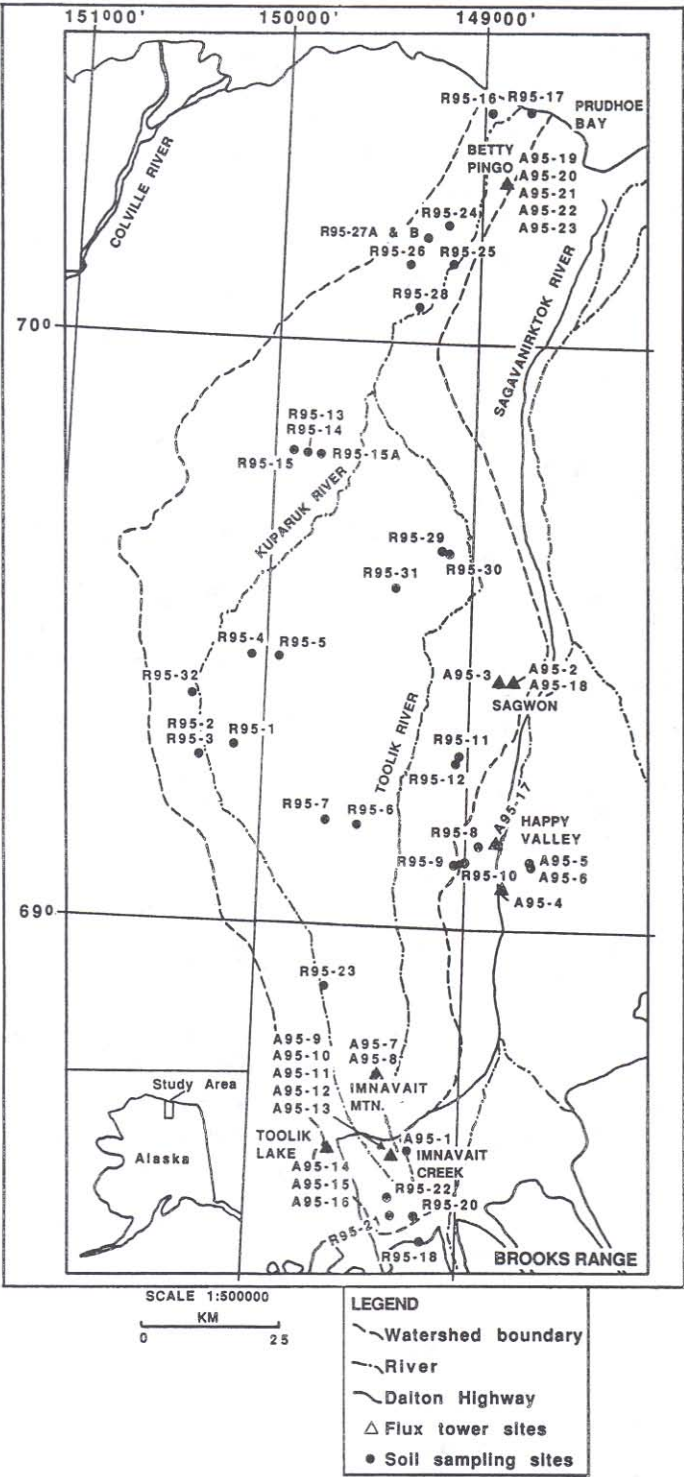 151°00' 150°00' 149°00'
R95-16 R95-17
PRUDHOE
BAY
BETTY
PINGO
A95-19
A95-20
A95-21
A95-22
A95-23
COLVILLE RIVER
R95-24
R95-27A & B
R95-26 R95-25
R95-28
SAGAVANIRKTOK RIVER
70°
R95-13
R95-14
R95-15 R95-15A
KUPARUK RIVER
R95-29
R95-30
R95-31
R95-4 R95-5
R95-32
A95-3 A95-2
A95-18
SAGWON
R95-2
R95-3 R95-1
TOOLIK RIVER
R95-11
R95-12
A95-17
R95-7 R95-6
R95-8 HAPPY
VALLEY
R95-9 R95-10
A95-5
A95-6
A95-4
69°
R95-23
A95-9
A95-10
A95-11
A95-12
A95-13
A95-7
A95-8
IMNAVAIT
MTN.
Study Area
Alaska
TOOLIK
LAKE
A95-1
IMNAVAIT
CREEK
A95-14
A95-15
A95-16
R95-22
R95-20
R95-21
R95-18
BROOKS RANGE
SCALE 1:500000
KM
0 25
LEGEND
Watershed boundary
River
Dalton Highway
Flux tower sites
Soil sampling sites